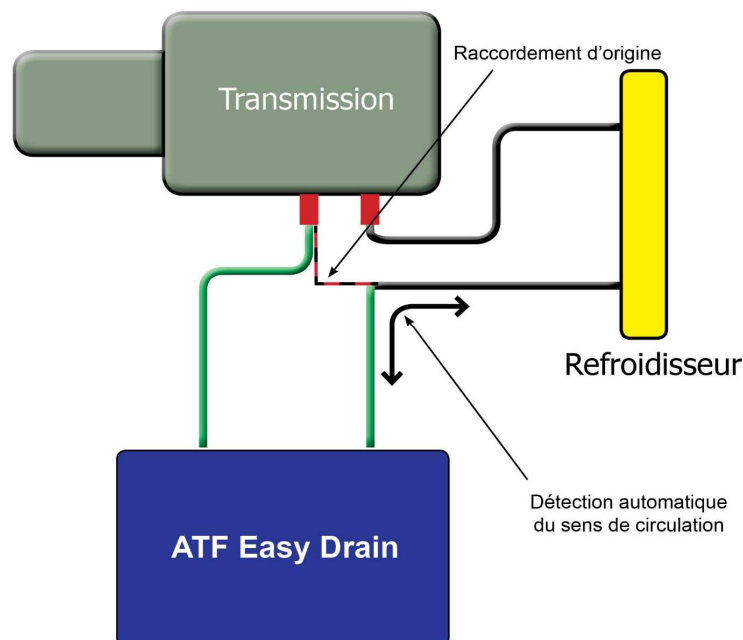 Raccordement d’origine
Transmission
Refroidisseur
Détection automatique
du sens de circulation
ATF Easy Drain